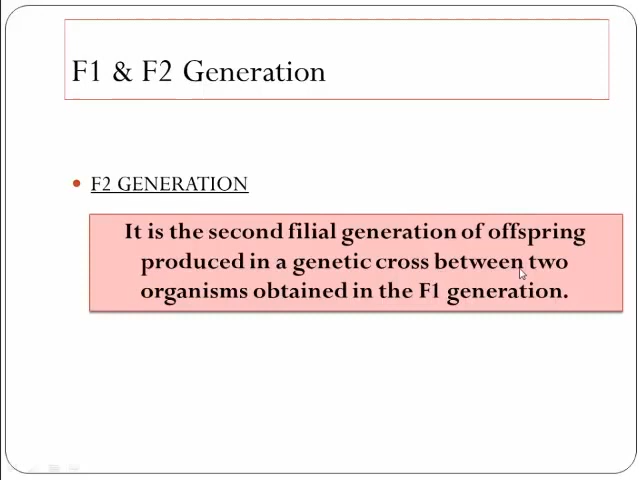 F1 & F2 Generation
F2 GENERATION
It is the second filial generation of offspring
produced in a genetic cross between two
organisms obtained in the F1 generation.